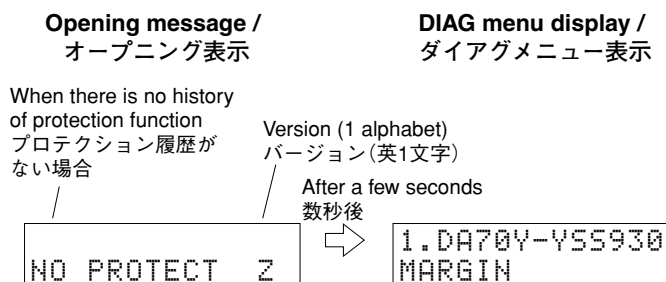 Opening message /
オープニング表示
DIAG menu display /
ダイアグメニュー表示
When there is no history
of protection function
プロテクション履歴が
ない場合
Version (1 alphabet)
バージョン（英1文字）
After a few seconds
数秒後
NO PROTECT Z
1.DA70Y-YSS930
MARGIN